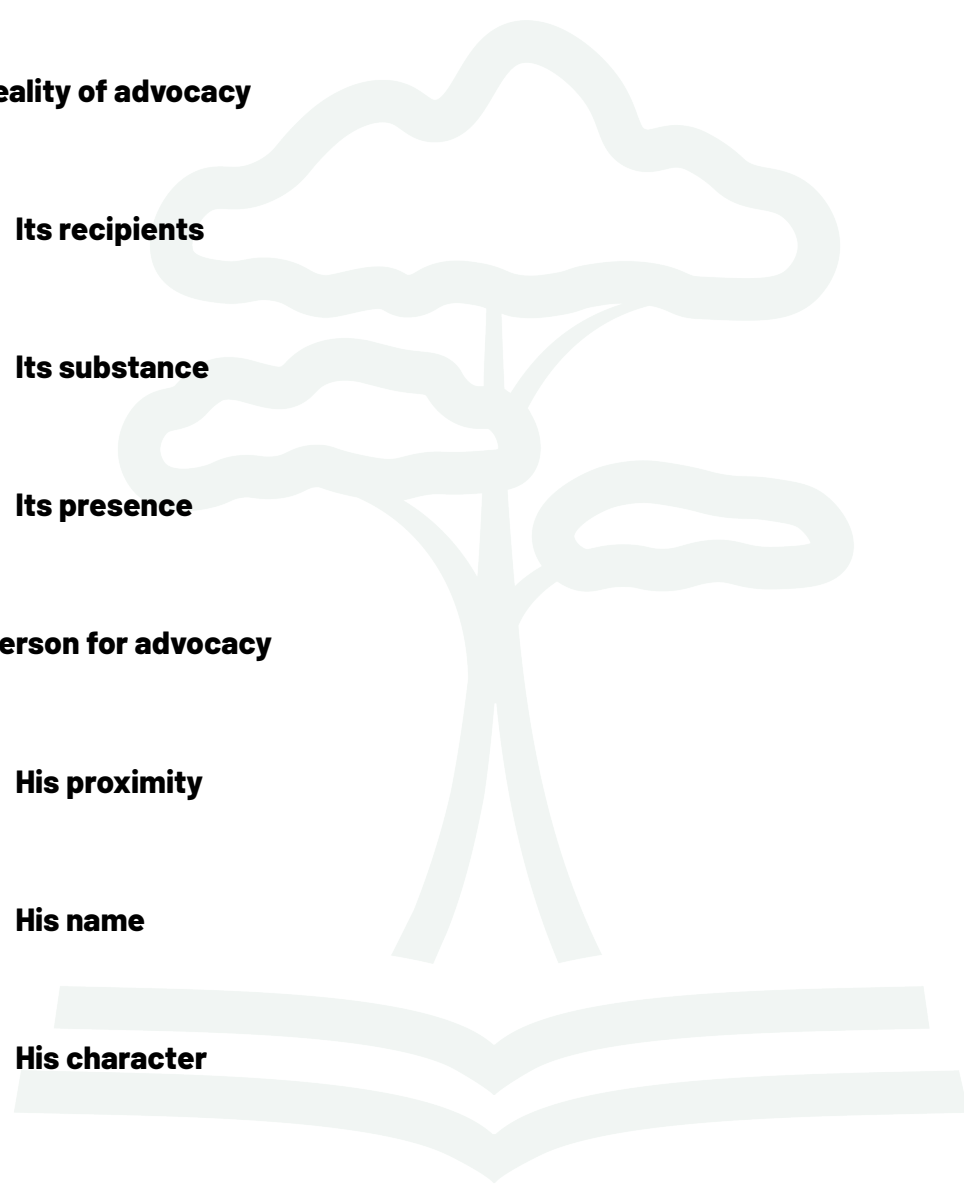 eality of advocacy
Its recipients
Its substance
Its presence
erson for advocacy
His proximity
His name
His character